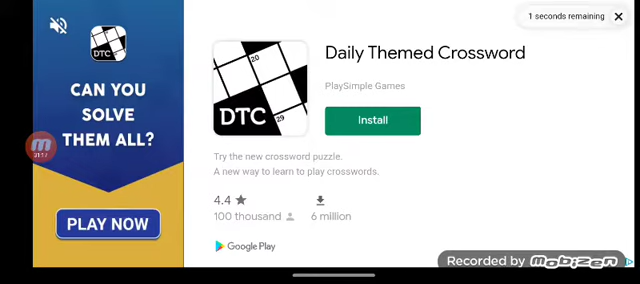 1 seconds remaining
DTC
CAN YOU
SOLVE
THEM ALL?
PLAY NOW
20
DTC
29
Daily Themed Crossword
PlaySimple Games
Install
Try the new crossword puzzle.
A new way to learn to play crosswords.
4.4
100 thousand
6 million
Google Play
Recorded by Mobizen